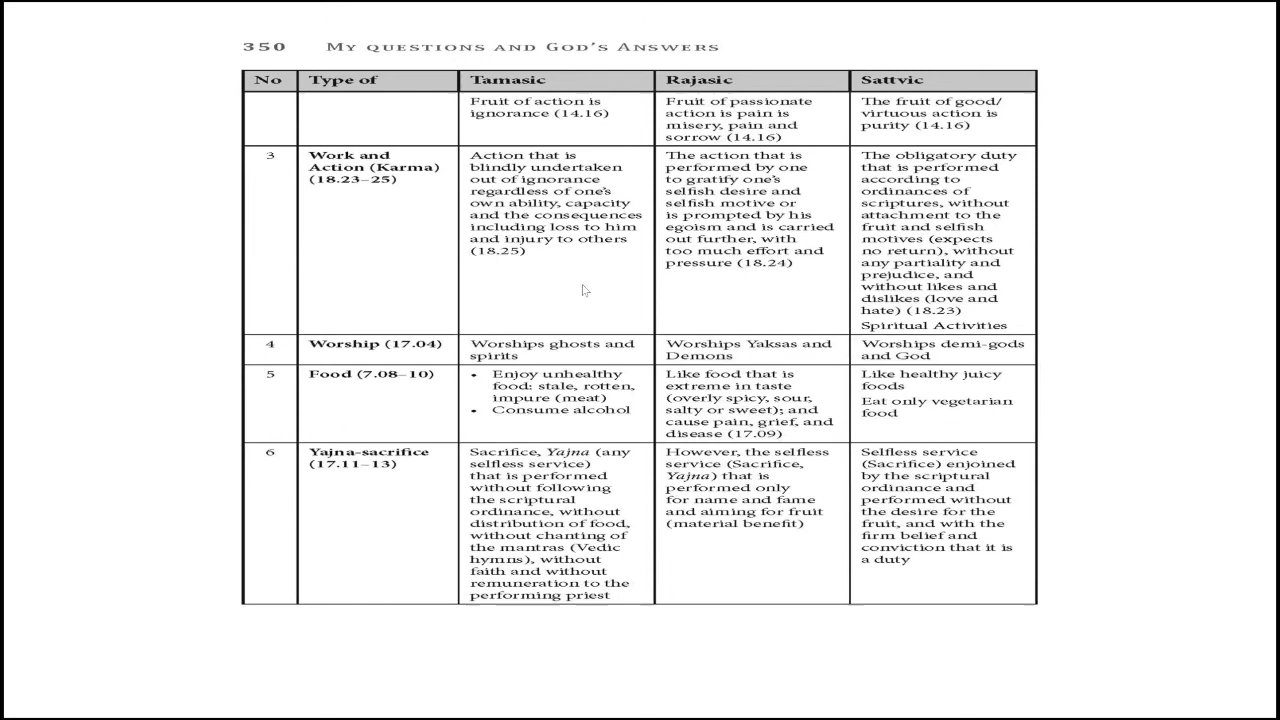 350 MY QUESTIONS AND GOD'S ANSWERS
No Type of Tamasic Rajasic Sattvic
Fruit of action is
ignorance (14.16)
Fruit of passionate
action is pain is
misery, pain and
sorrow (14.16)
The fruit of good/
virtuous action is
purity (14.16)
3
Work and
Action (Karma)
(18.23–25)
Action that is
blindly undertaken
out of ignorance
regardless of one's
own ability, capacity
and the consequences
including loss to him
and injury to others
(18.25)
The action that is
performed by one
to gratify one's
selfish desire and
selfish motive or
is prompted by his
egoism and is carried
out further, with
too much effort and
pressure (18.24)
The obligatory duty
that is performed
according to
ordinances of
scriptures, without
attachment to the
fruit and selfish
motives (expects
no return), without
any partiality and
prejudice, and
without likes and
dislikes (love and
hate) (18.23)
Spiritual Activities
4
Worship (17.04)
Worships ghosts and
spirits
Worships Yaksas and
Demons
Worships demi-gods
and God
5
Food (7.08–10)
• Enjoy unhealthy
food: stale, rotten,
impure (meat)
• Consume alcohol
Like food that is
extreme in taste
(overly spicy, sour,
salty or sweet); and
cause pain, grief, and
disease (17.09)
Like healthy juicy
foods
Eat only vegetarian
food
6
Yajna-sacrifice
(17.11–13)
Sacrifice, Yajna (any
selfless service)
that is performed
without following
the scriptural
ordinance, without
distribution of food,
without chanting of
the mantras (Vedic
hymns), without
faith and without
remuneration to the
performing priest
However, the selfless
service (Sacrifice,
Yajna) that is
performed only
for name and fame
and aiming for fruit
(material benefit)
Selfless service
(Sacrifice) enjoined
by the scriptural
ordinance and
performed without
the desire for the
fruit, and with the
firm belief and
conviction that it is
a duty